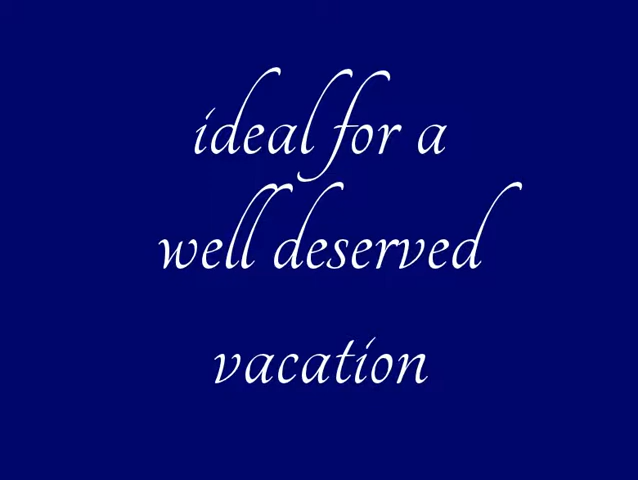 ideal for a
well deserved
vacation